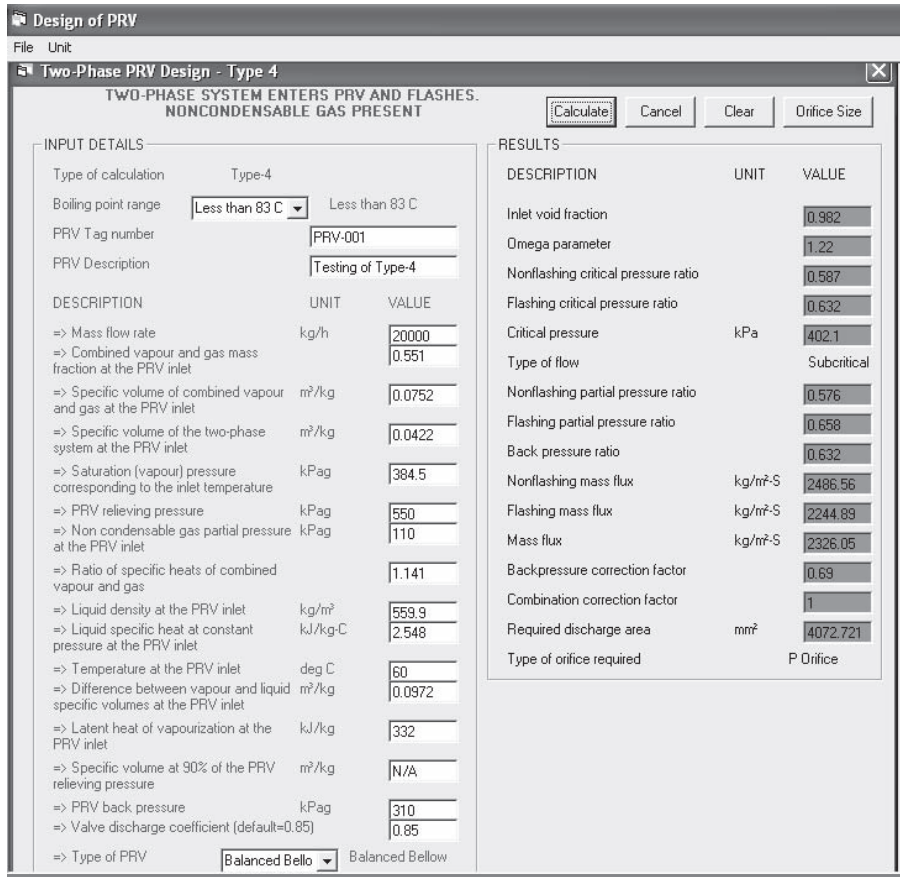 Design of PRV
File Unit
Two-Phase PRV Design - Type 4
TWO-PHASE SYSTEM ENTERS PRV AND FLASHES.
NONCONDENSABLE GAS PRESENT
Calculate Cancel Clear Orifice Size
INPUT DETAILS
Type of calculation Type-4
Boiling point range Less than 83 C Less than 83 C
PRV Tag number PRV-001
PRV Description Testing of Type-4
DESCRIPTION UNIT VALUE
=> Mass flow rate kg/h 20000
=> Combined vapour and gas mass
fraction at the PRV inlet 0.551
=> Specific volume of combined vapour
and gas at the PRV inlet m³/kg 0.0752
=> Specific volume of the two-phase
system at the PRV inlet m³/kg 0.0422
=> Saturation (vapour) pressure
corresponding to the inlet temperature kPag 384.5
=> PRV relieving pressure kPag 550
=> Non condensable gas partial pressure
at the PRV inlet kPag 110
=> Ratio of specific heats of combined
vapour and gas 1.141
=> Liquid density at the PRV inlet kg/m³ 559.9
=> Liquid specific heat at constant
pressure at the PRV inlet kJ/kg-C 2.548
=> Temperature at the PRV inlet deg C 60
=> Difference between vapour and liquid
specific volumes at the PRV inlet m³/kg 0.0972
=> Latent heat of vapourization at the
PRV inlet kJ/kg 332
=> Specific volume at 90% of the PRV
relieving pressure m³/kg N/A
=> PRV back pressure kPag 310
=> Valve discharge coefficient (default=0.85) 0.85
=> Type of PRV Balanced Bello Balanced Bellow
RESULTS
DESCRIPTION UNIT VALUE
Inlet void fraction 0.982
Omega parameter 1.22
Nonflashing critical pressure ratio 0.587
Flashing critical pressure ratio 0.632
Critical pressure kPa 402.1
Type of flow Subcritical
Nonflashing partial pressure ratio 0.576
Flashing partial pressure ratio 0.658
Back pressure ratio 0.632
Nonflashing mass flux kg/m²-S 2486.56
Flashing mass flux kg/m²-S 2244.89
Mass flux kg/m²-S 2326.05
Backpressure correction factor 0.69
Combination correction factor 1
Required discharge area mm² 4072.721
Type of orifice required P Orifice